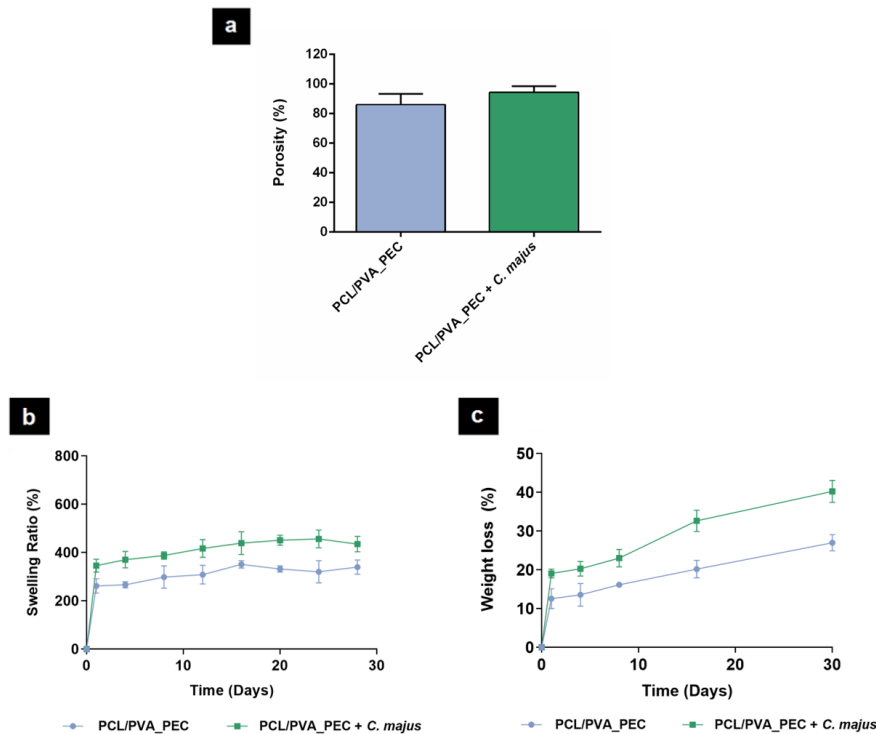 a
120
100
80
60
40
20
0
Porosity (%)
PCL/PVA_PEC
PCL/PVA_PEC + C. majus
b
800
600
400
200
0
Swelling Ratio (%)
0 10 20 30
Time (Days)
PCL/PVA_PEC PCL/PVA_PEC + C. majus
c
50
40
30
20
10
0
Weight loss (%)
0 10 20 30
Time (Days)
PCL/PVA_PEC PCL/PVA_PEC + C. majus